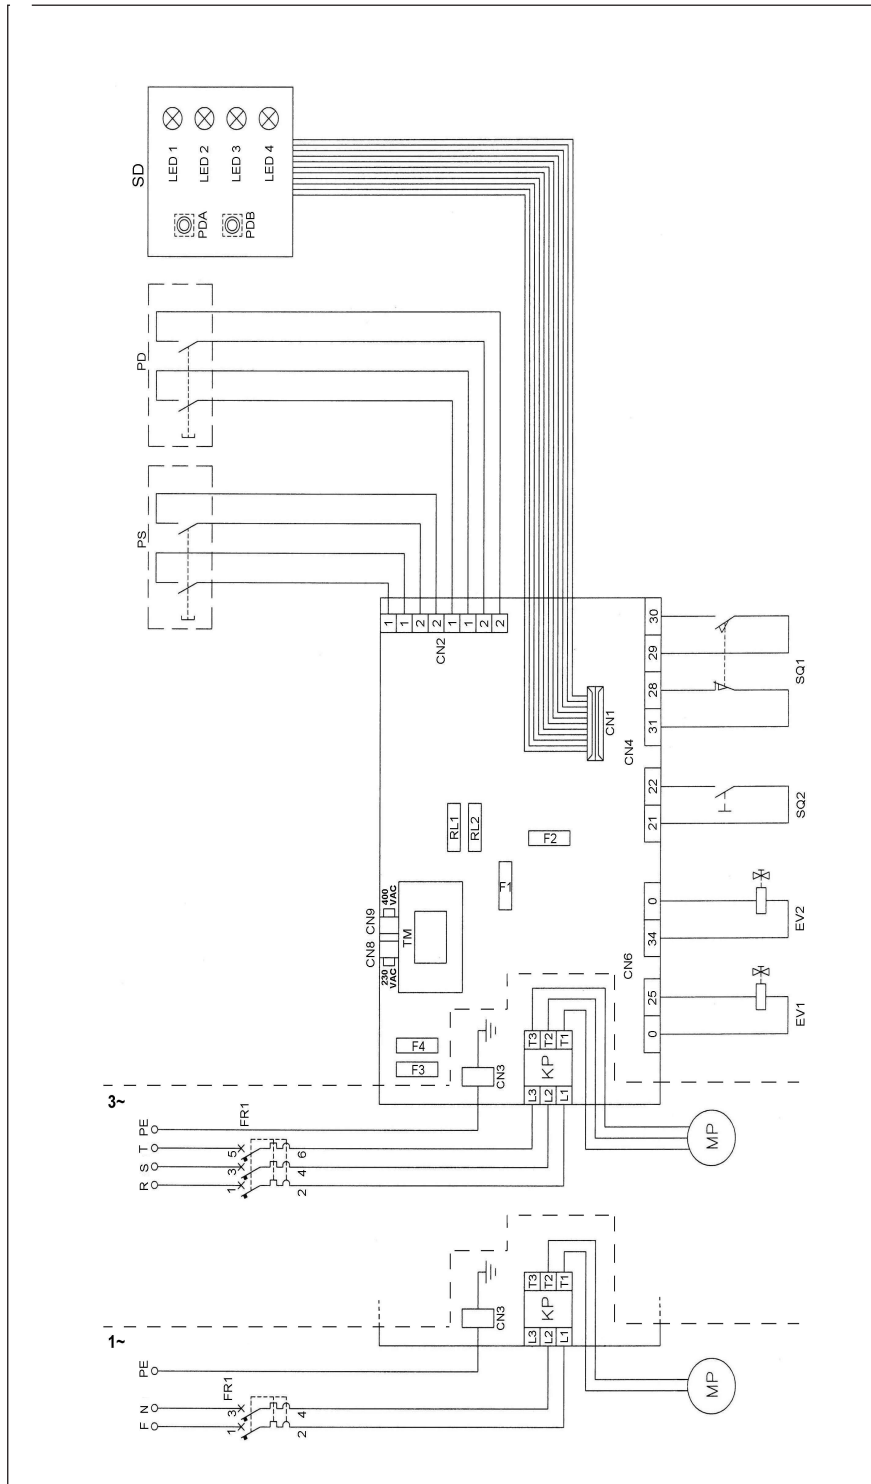 SD
LED 1
LED 2
LED 3
LED 4
PDA
PDB
PD
PS
1
1
2
2
1
1
2
2
CN2
CN1
CN4
30
29
28
31
22
21
SQ1
SQ2
RL1
RL2
F2
F1
CN8 CN9
230 VAC
400 VAC
TM
CN6
0
34
25
0
EV2
EV1
F4
F3
CN3
T3
T2
T1
KP
L3
L2
L1
3~
PE
T
S
R
FR1
5
3
1
6
4
2
MP
1~
PE
N
F
FR1
3
1
4
2
CN3
T3
T2
T1
KP
L3
L2
L1
MP